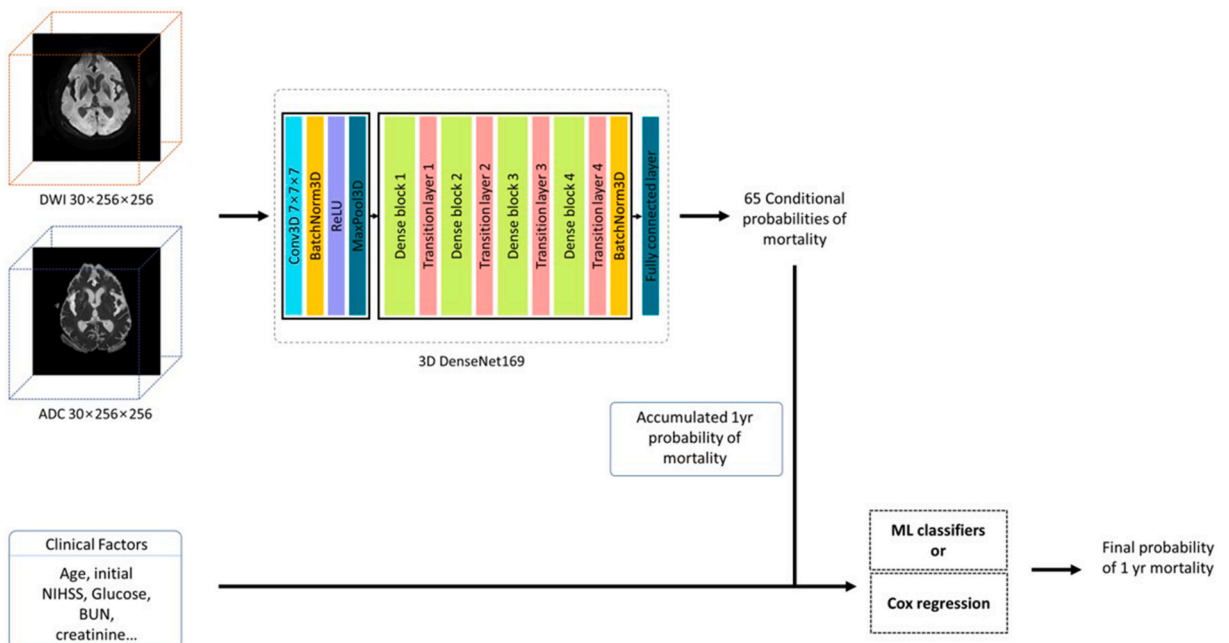 DWI 30×256×256
ADC 30×256×256
Conv3D 7×7×7
BatchNorm3D
ReLU
MaxPool3D
Dense block 1
Transition layer 1
Dense block 2
Transition layer 2
Dense block 3
Transition layer 3
Dense block 4
Transition layer 4
BatchNorm3D
Fully connected layer
3D DenseNet169
65 Conditional
probabilities of
mortality
Accumulated 1yr
probability of
mortality
Clinical Factors
Age, initial
NIHSS, Glucose,
BUN,
creatinine...
ML classifiers
or
Cox regression
Final probability
of 1 yr mortality